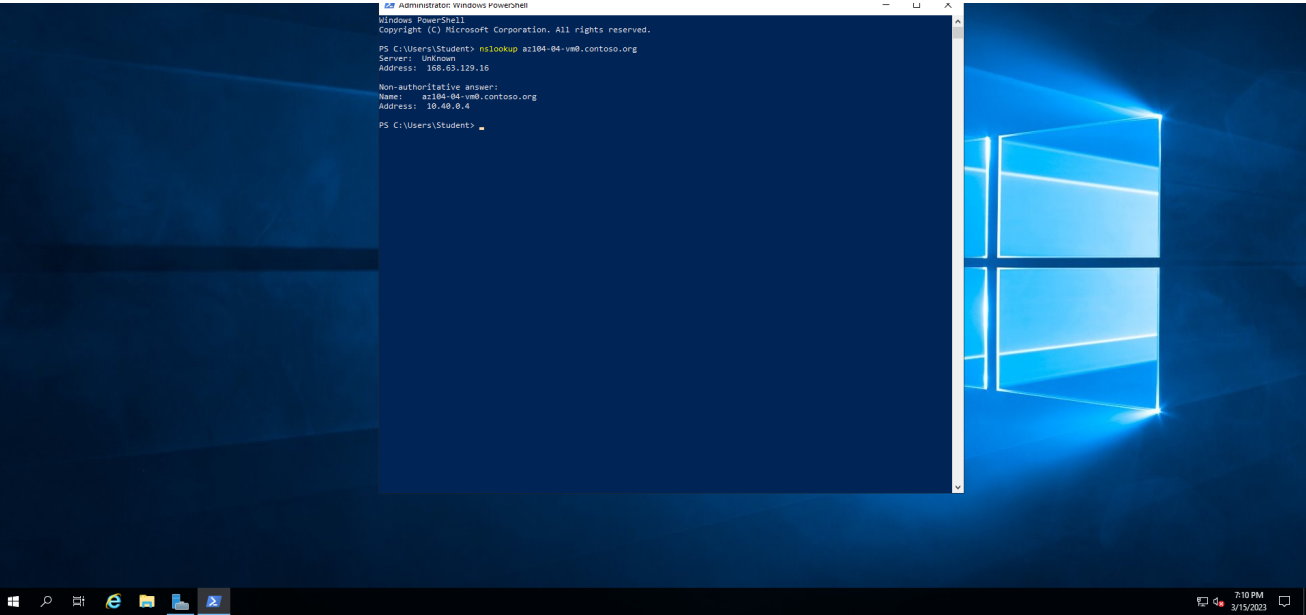 Administrator: Windows PowerShell
Windows PowerShell
Copyright (C) Microsoft Corporation. All rights reserved.
PS C:\Users\Student> nslookup az104-04-vm0.contoso.org
Server:  UnKnown
Address:  168.63.129.16
Non-authoritative answer:
Name:    az104-04-vm0.contoso.org
Address:  10.40.0.4
PS C:\Users\Student>
7:10 PM
3/15/2023